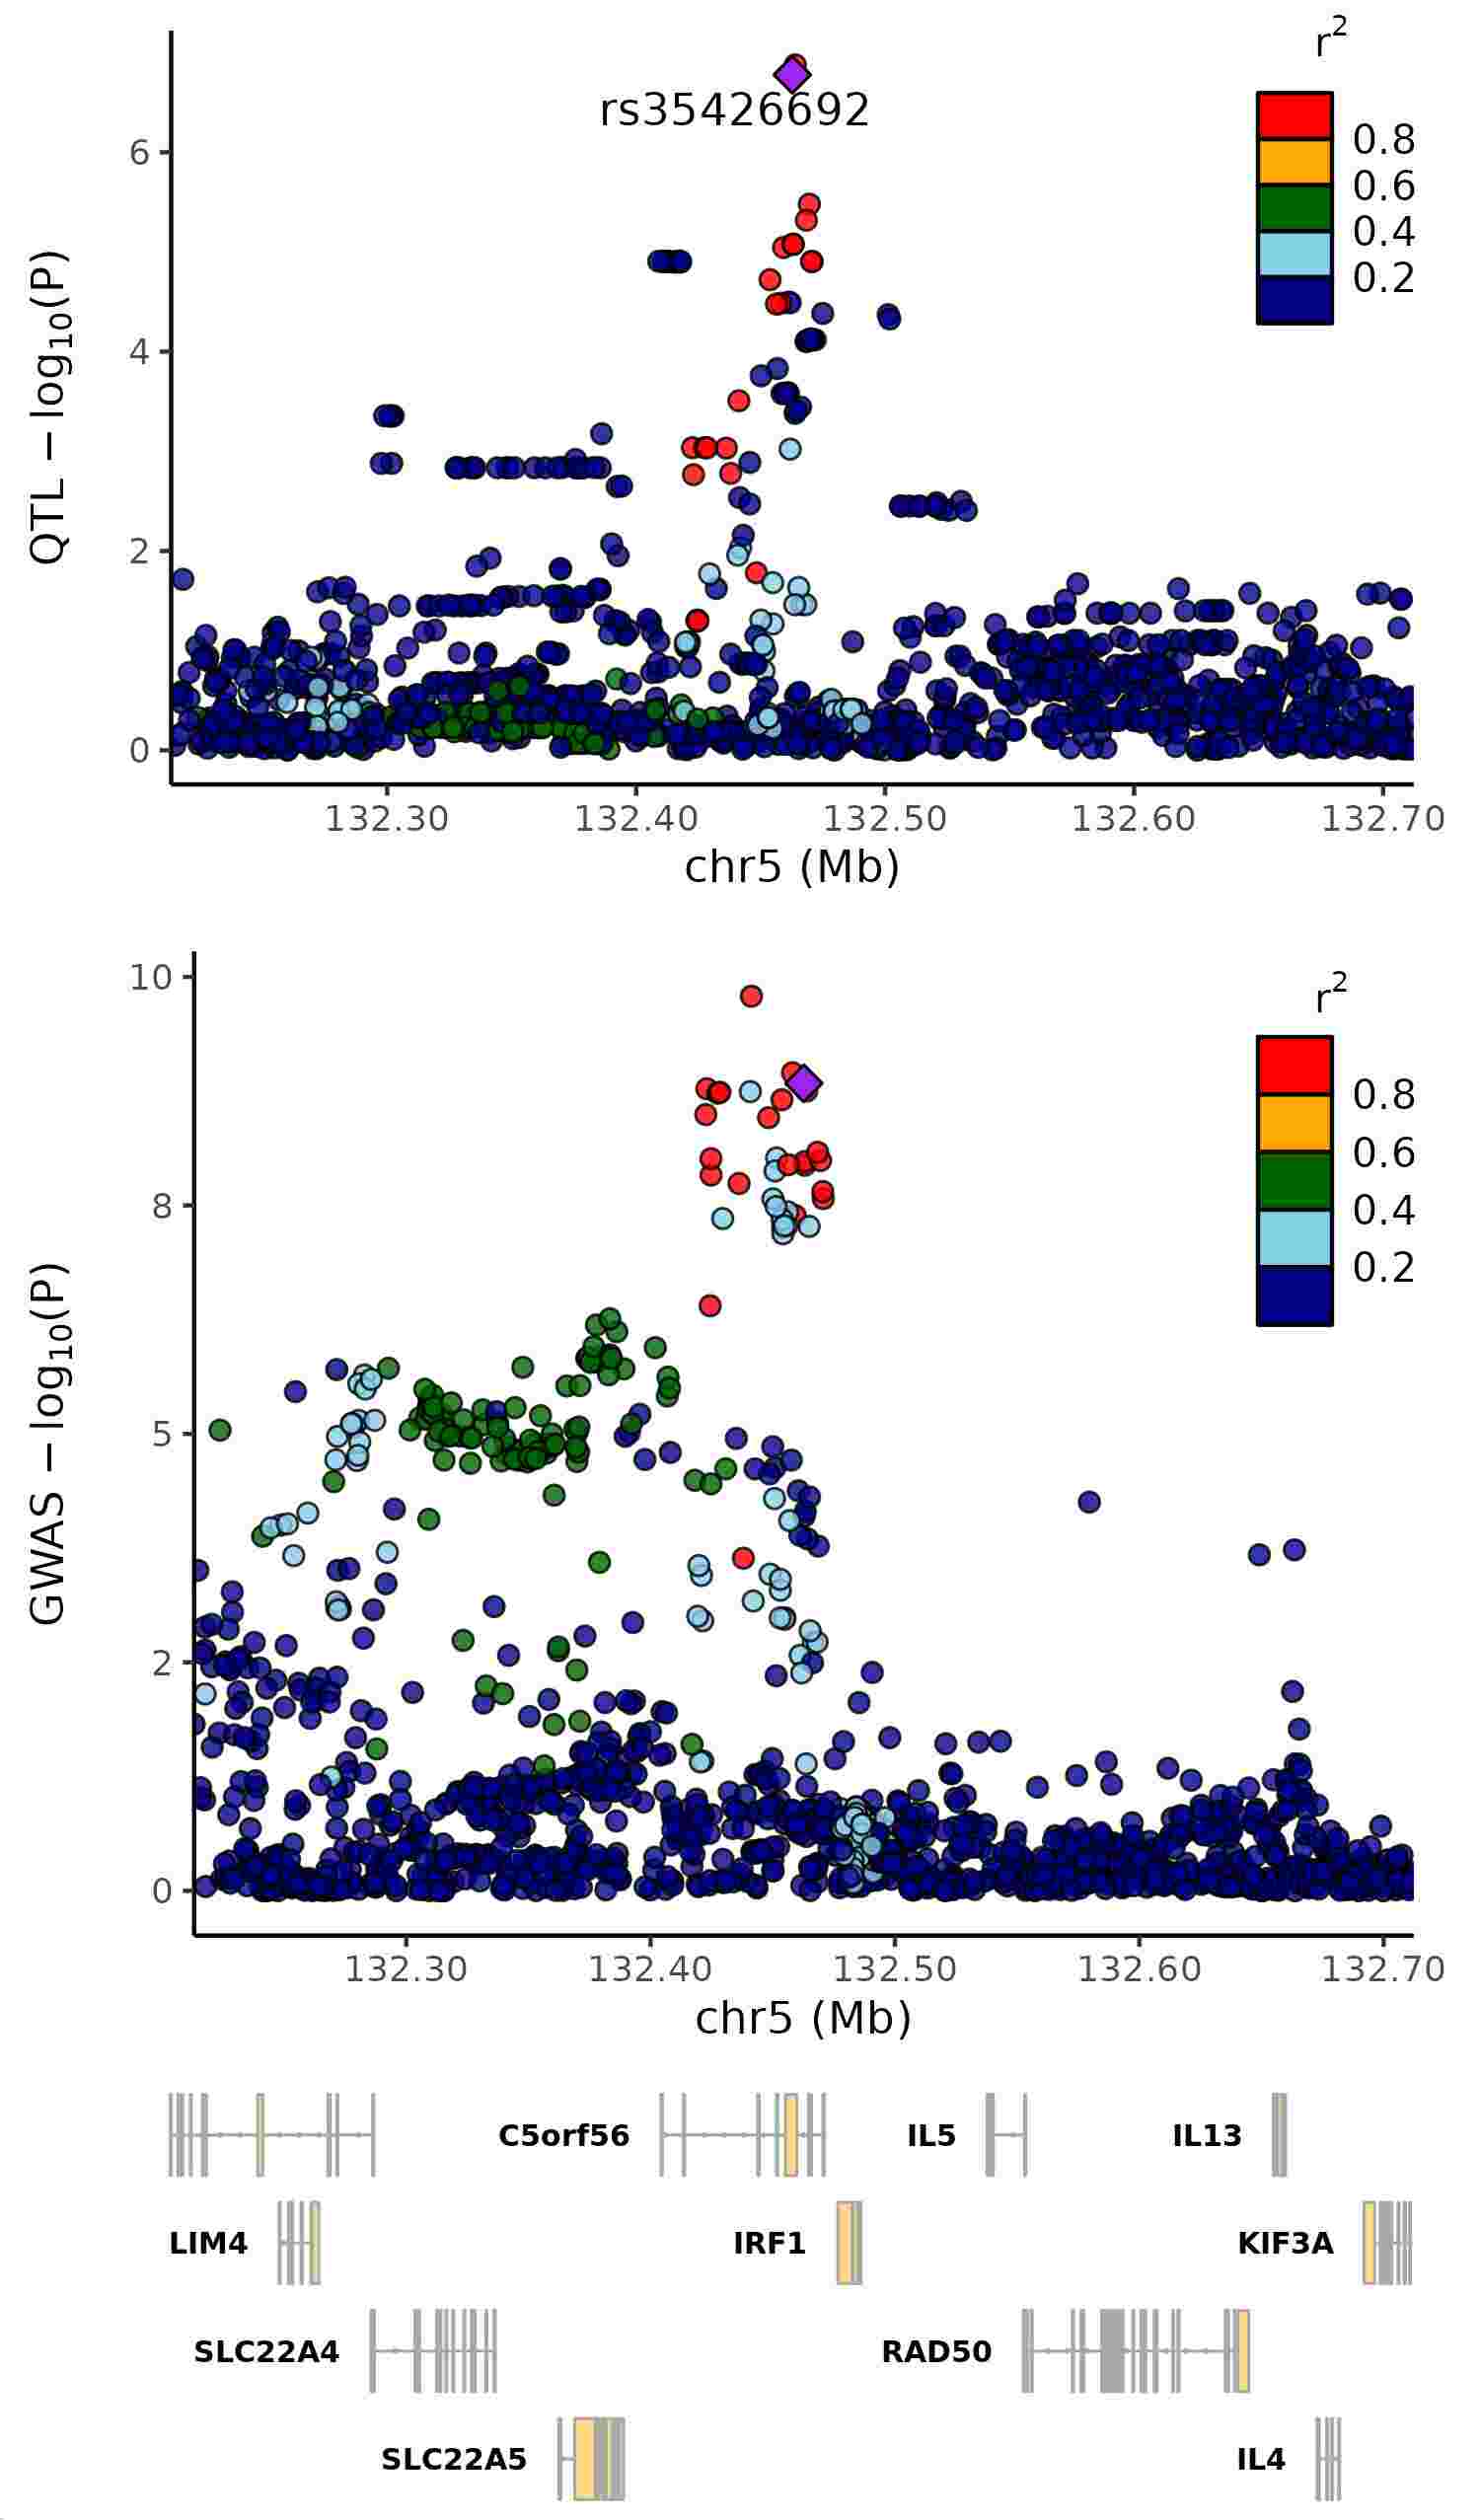 r2
rs35426692
0.8
0.6
0.4
0.2
6
4
2
0
QTL −log10(P)
132.30 132.40 132.50 132.60 132.70
chr5 (Mb)
r2
0.8
0.6
0.4
0.2
10
8
5
2
0
GWAS −log10(P)
132.30 132.40 132.50 132.60 132.70
chr5 (Mb)
C5orf56 IL5 IL13
LIM4 IRF1 KIF3A
SLC22A4 RAD50
SLC22A5 IL4